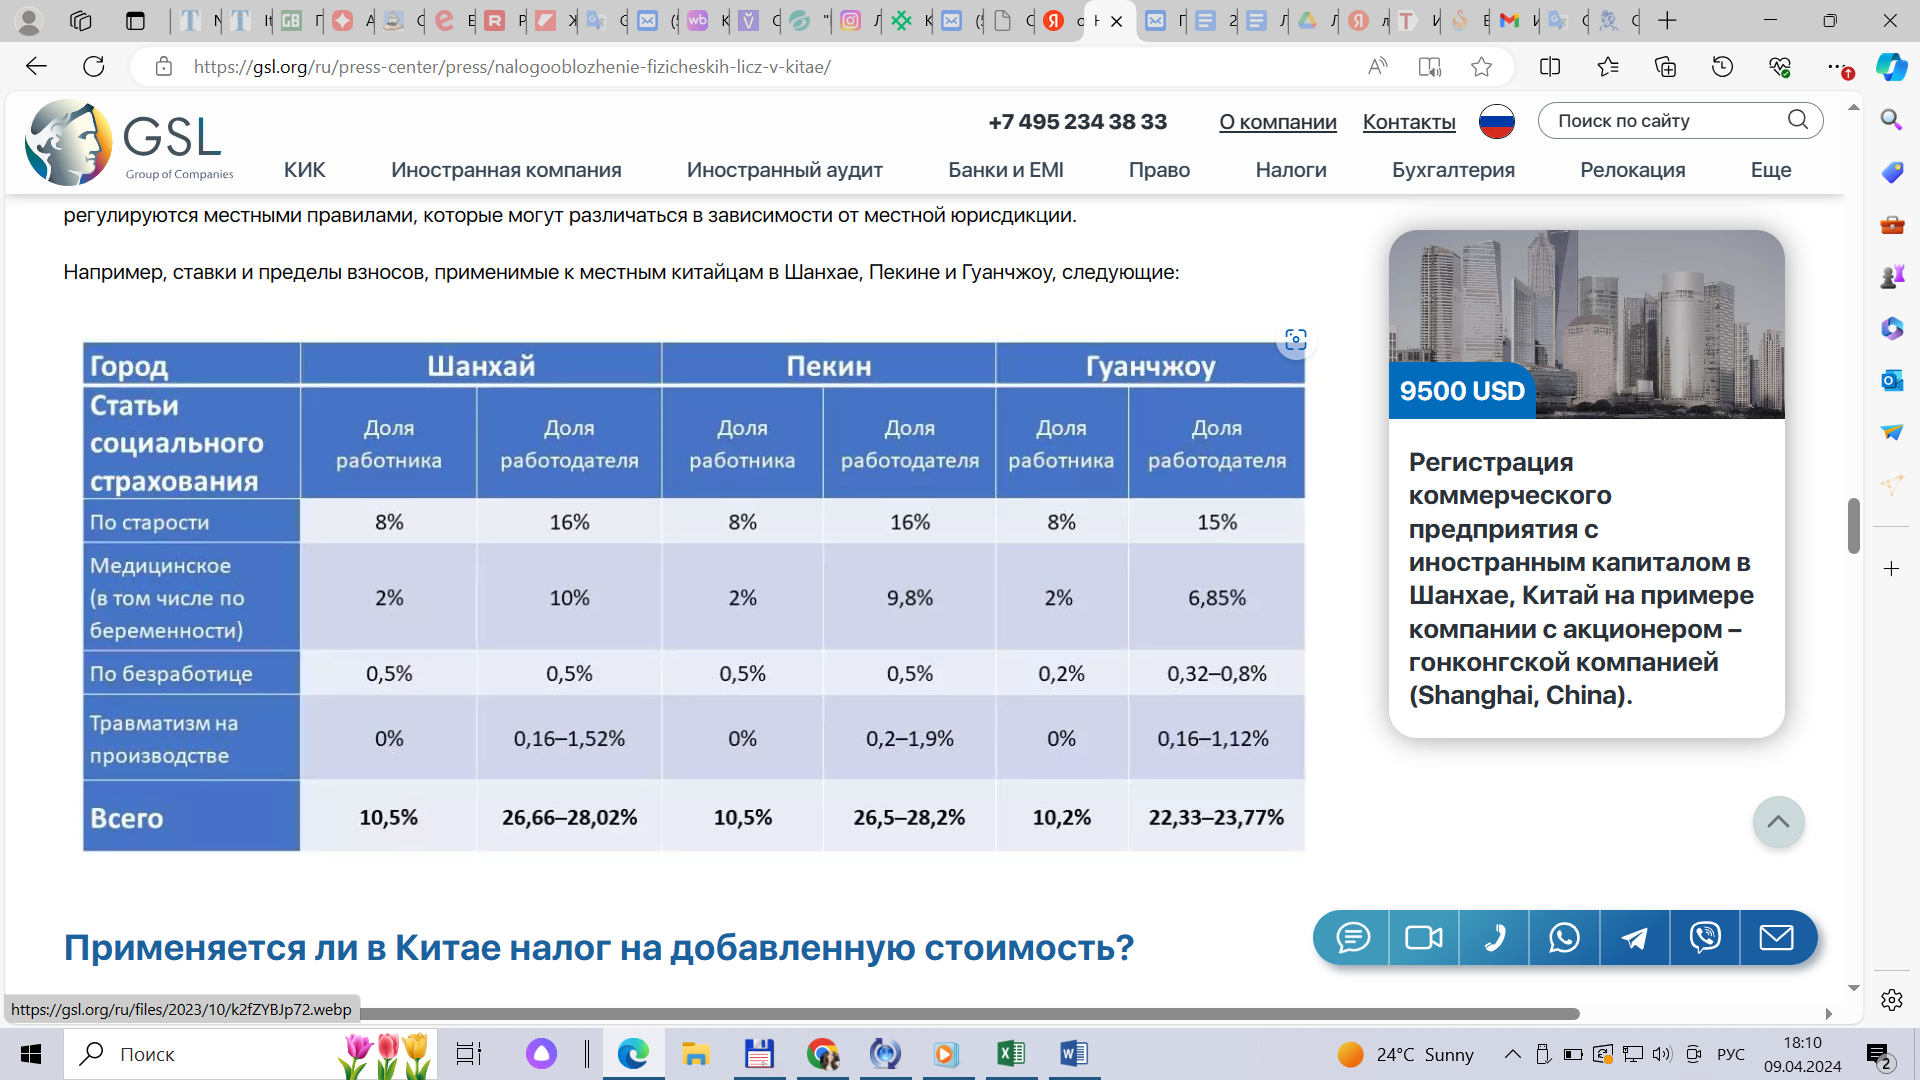 https://gsl.org/ru/press-center/press/nalogooblozhenie-fizicheskih-licz-v-kitae/
GSL
Group of Companies
+7 495 234 38 33
О компании
Контакты
Поиск по сайту
КИК
Иностранная компания
Иностранный аудит
Банки и EMI
Право
Налоги
Бухгалтерия
Релокация
Еще
регулируются местными правилами, которые могут различаться в зависимости от местной юрисдикции.
Например, ставки и пределы взносов, применимые к местным китайцам в Шанхае, Пекине и Гуанчжоу, следующие:
Город Шанхай Пекин Гуанчжоу
Статьи
социального
страхования
Доля
работника
Доля
работодателя
Доля
работника
Доля
работодателя
Доля
работника
Доля
работодателя
По старости 8% 16% 8% 16% 8% 15%
Медицинское
(в том числе по
беременности)
2% 10% 2% 9,8% 2% 6,85%
По безработице 0,5% 0,5% 0,5% 0,5% 0,2% 0,32–0,8%
Травматизм на
производстве
0% 0,16–1,52% 0% 0,2–1,9% 0% 0,16–1,12%
Всего 10,5% 26,66–28,02% 10,5% 26,5–28,2% 10,2% 22,33–23,77%
9500 USD
Регистрация
коммерческого
предприятия с
иностранным капиталом в
Шанхае, Китай на примере
компании с акционером –
гонконгской компанией
(Shanghai, China).
Применяется ли в Китае налог на добавленную стоимость?
https://gsl.org/ru/files/2023/10/k2fZYBJp72.webp
Поиск
24°C Sunny
РУС
18:10
09.04.2024
2